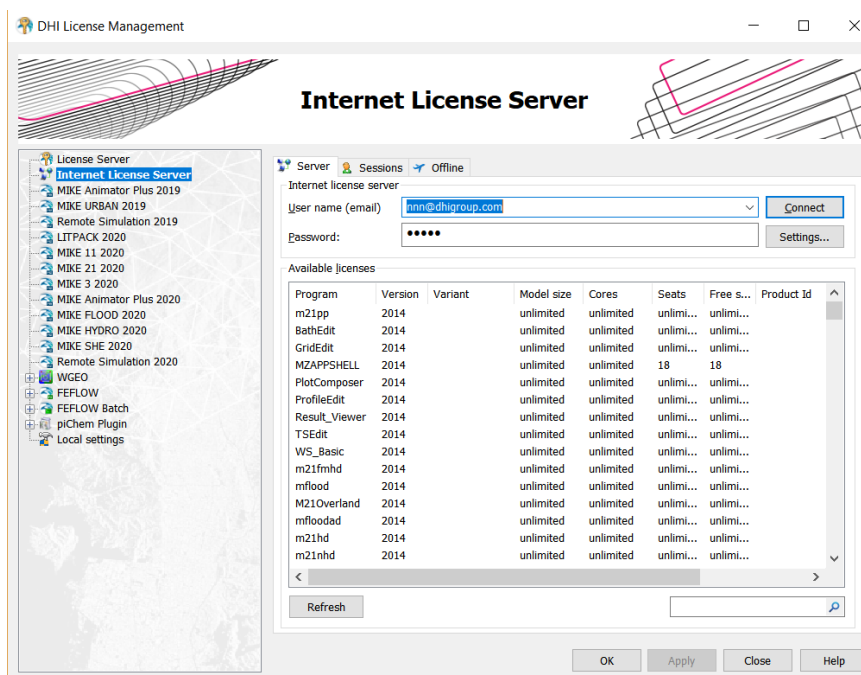 DHI License Management
Internet License Server
License Server
Internet License Server
MIKE Animator Plus 2019
MIKE URBAN 2019
Remote Simulation 2019
LITPACK 2020
MIKE 11 2020
MIKE 21 2020
MIKE 3 2020
MIKE Animator Plus 2020
MIKE FLOOD 2020
MIKE HYDRO 2020
MIKE SHE 2020
Remote Simulation 2020
WGEO
FEFLOW
FEFLOW Batch
piChem Plugin
Local settings
Server Sessions Offline
Internet license server
User name (email) nnn@dhigroup.com Connect
Password: ••••• Settings...
Available licenses
Program Version Variant Model size Cores Seats Free s... Product Id
m21pp 2014 unlimited unlimited unlimi... unlimi...
BathEdit 2014 unlimited unlimited unlimi... unlimi...
GridEdit 2014 unlimited unlimited unlimi... unlimi...
MZAPPSHELL 2014 unlimited unlimited 18 18
PlotComposer 2014 unlimited unlimited unlimi... unlimi...
ProfileEdit 2014 unlimited unlimited unlimi... unlimi...
Result_Viewer 2014 unlimited unlimited unlimi... unlimi...
TSEdit 2014 unlimited unlimited unlimi... unlimi...
WS_Basic 2014 unlimited unlimited unlimi... unlimi...
m21fmhd 2014 unlimited unlimited unlimi... unlimi...
mflood 2014 unlimited unlimited unlimi... unlimi...
M21Overland 2014 unlimited unlimited unlimi... unlimi...
mfloodad 2014 unlimited unlimited unlimi... unlimi...
m21hd 2014 unlimited unlimited unlimi... unlimi...
m21nhd 2014 unlimited unlimited unlimi... unlimi...
Refresh
OK Apply Close Help